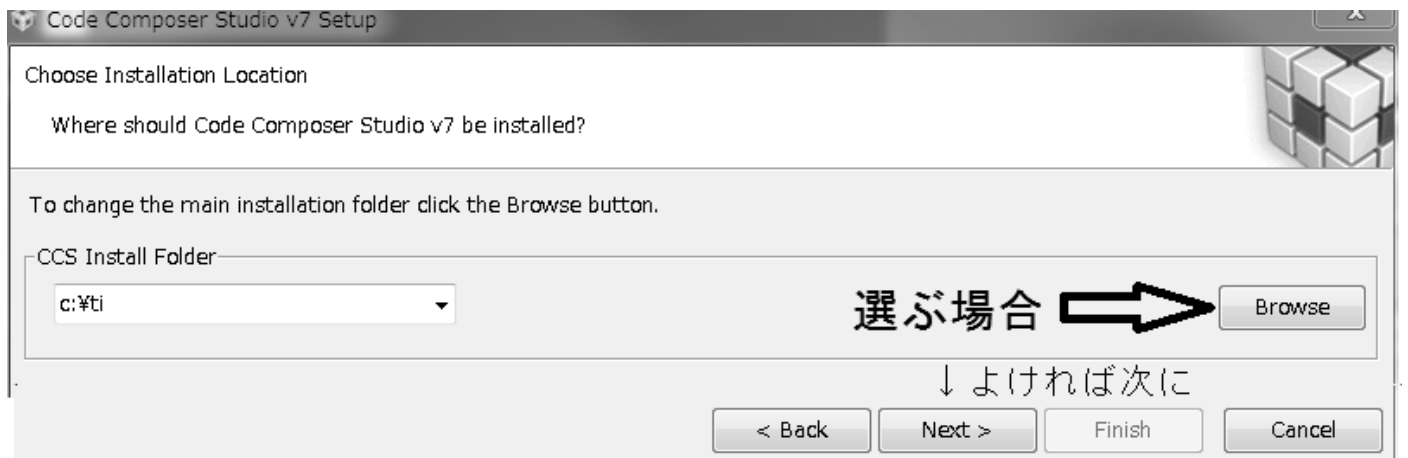 Code Composer Studio v7 Setup
Choose Installation Location
Where should Code Composer Studio v7 be installed?
To change the main installation folder click the Browse button.
CCS Install Folder
c:¥ti
選ぶ場合
Browse
↓よければ次に
< Back Next > Finish Cancel